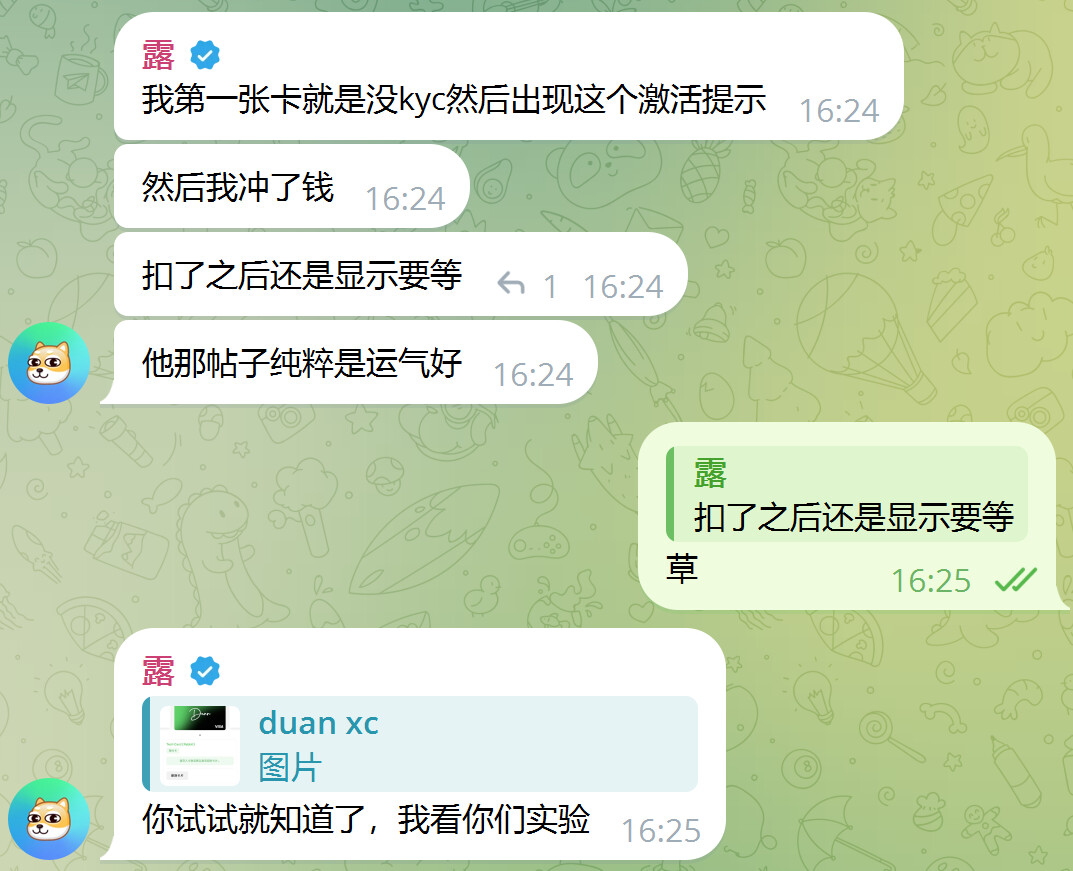 露
我第一张卡就是没kyc然后出现这个激活提示 16:24
然后我冲了钱 16:24
扣了之后还是显示要等 1 16:24
他那帖子纯粹是运气好 16:24
露
扣了之后还是显示要等
草
16:25
露
duan xc
图片
你试试就知道了，我看你们实验 16:25